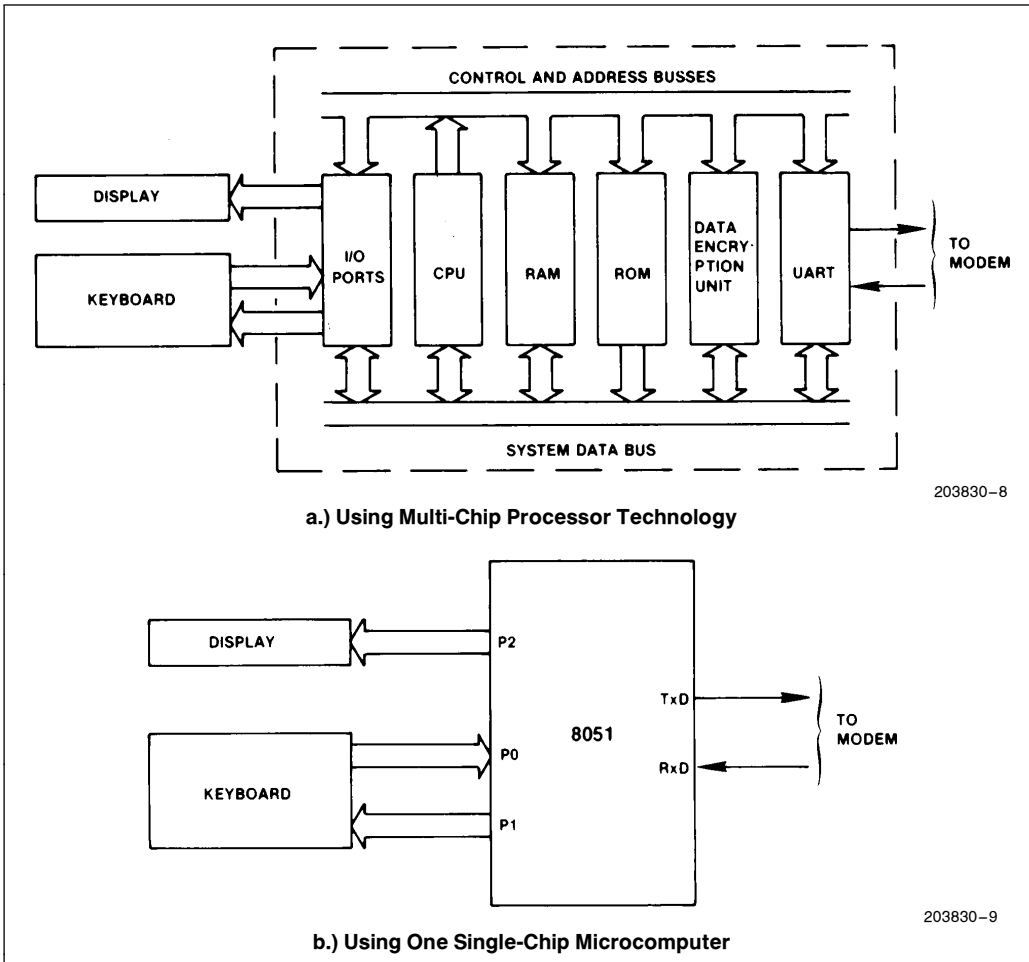 CONTROL AND ADDRESS BUSSES
DISPLAY
KEYBOARD
I/O
PORTS
CPU
RAM
ROM
DATA
ENCRY-
PTION
UNIT
UART
TO
MODEM
SYSTEM DATA BUS
203830-8
a.) Using Multi-Chip Processor Technology
DISPLAY
KEYBOARD
P2
P0
P1
8051
TxD
RxD
TO
MODEM
203830-9
b.) Using One Single-Chip Microcomputer